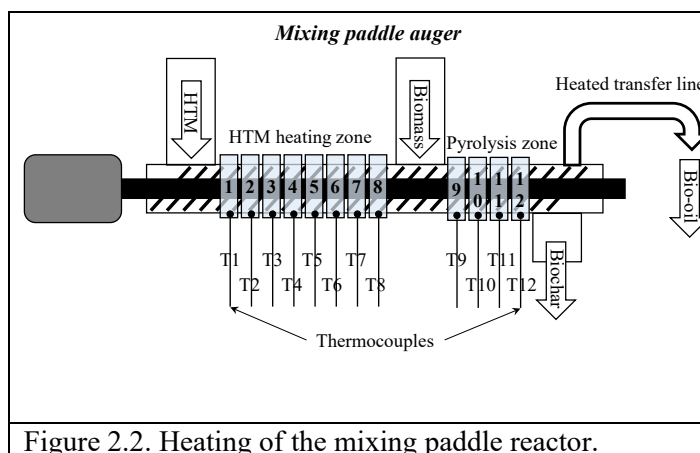 Mixing paddle auger
Heated transfer line
HTM
Biomass
HTM heating zone
Pyrolysis zone
1 2 3 4 5 6 7 8
9 10 11 12
Bio-oil
T1 T3 T5 T7
T2 T4 T6 T8
T9 T11
T10 T12
Biochar
Thermocouples
Figure 2.2. Heating of the mixing paddle reactor.